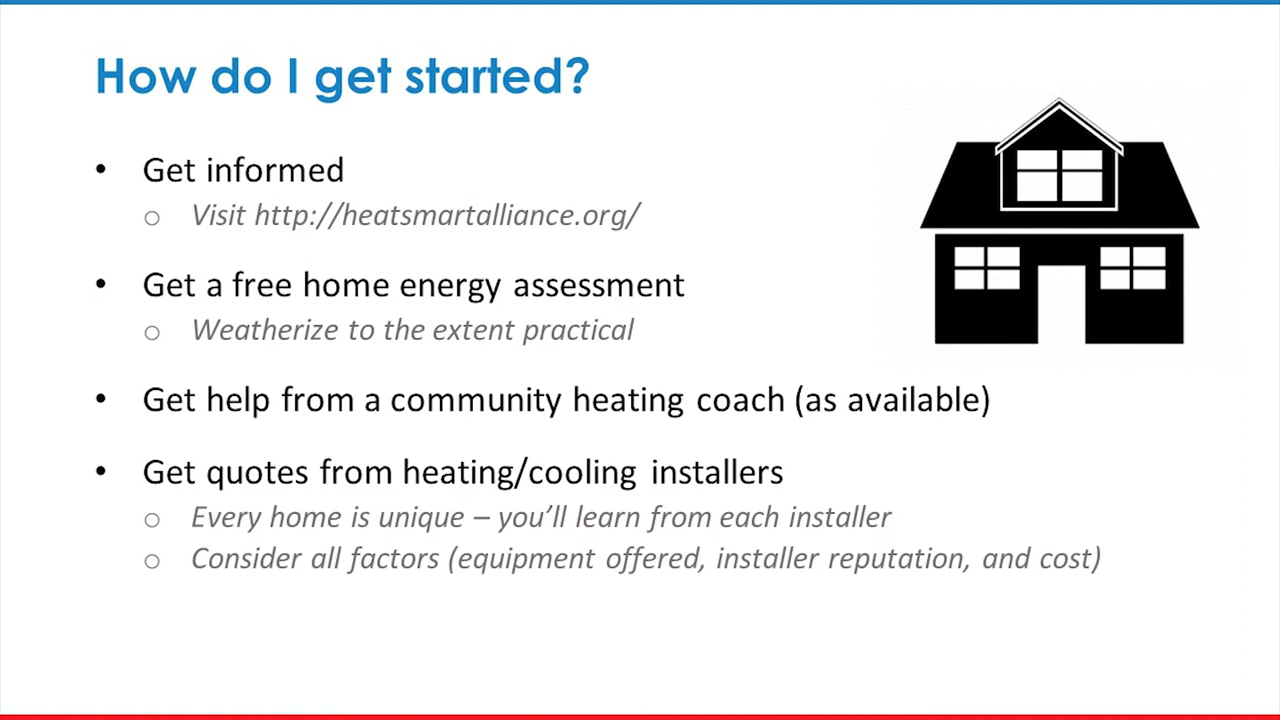 How do I get started?
• Get informed
○ Visit http://heatsmartalliance.org/
• Get a free home energy assessment
○ Weatherize to the extent practical
• Get help from a community heating coach (as available)
• Get quotes from heating/cooling installers
○ Every home is unique – you’ll learn from each installer
○ Consider all factors (equipment offered, installer reputation, and cost)